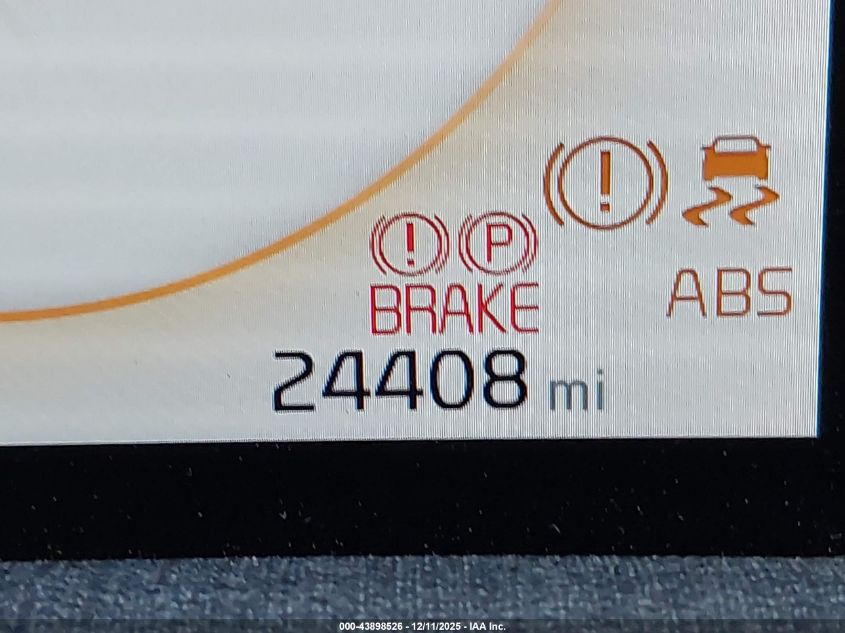 ! P !
BRAKE ABS
24408 mi
000-43898526 - 12/11/2025 - IAA Inc.